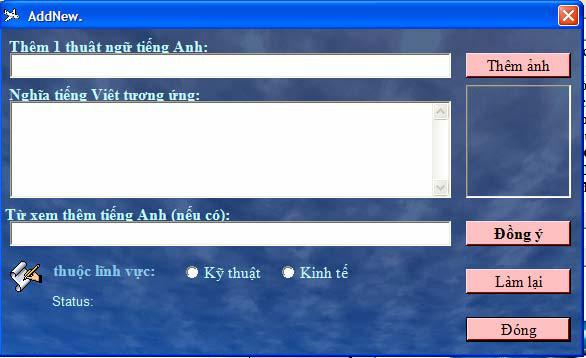 AddNew.
Thêm 1 thuật ngữ tiếng Anh:
Thêm ảnh
Nghĩa tiếng Việt tương ứng:
Từ xem thêm tiếng Anh (nếu có):
Đồng ý
thuộc lĩnh vực:
Kỹ thuật
Kinh tế
Làm lại
Status:
Đóng